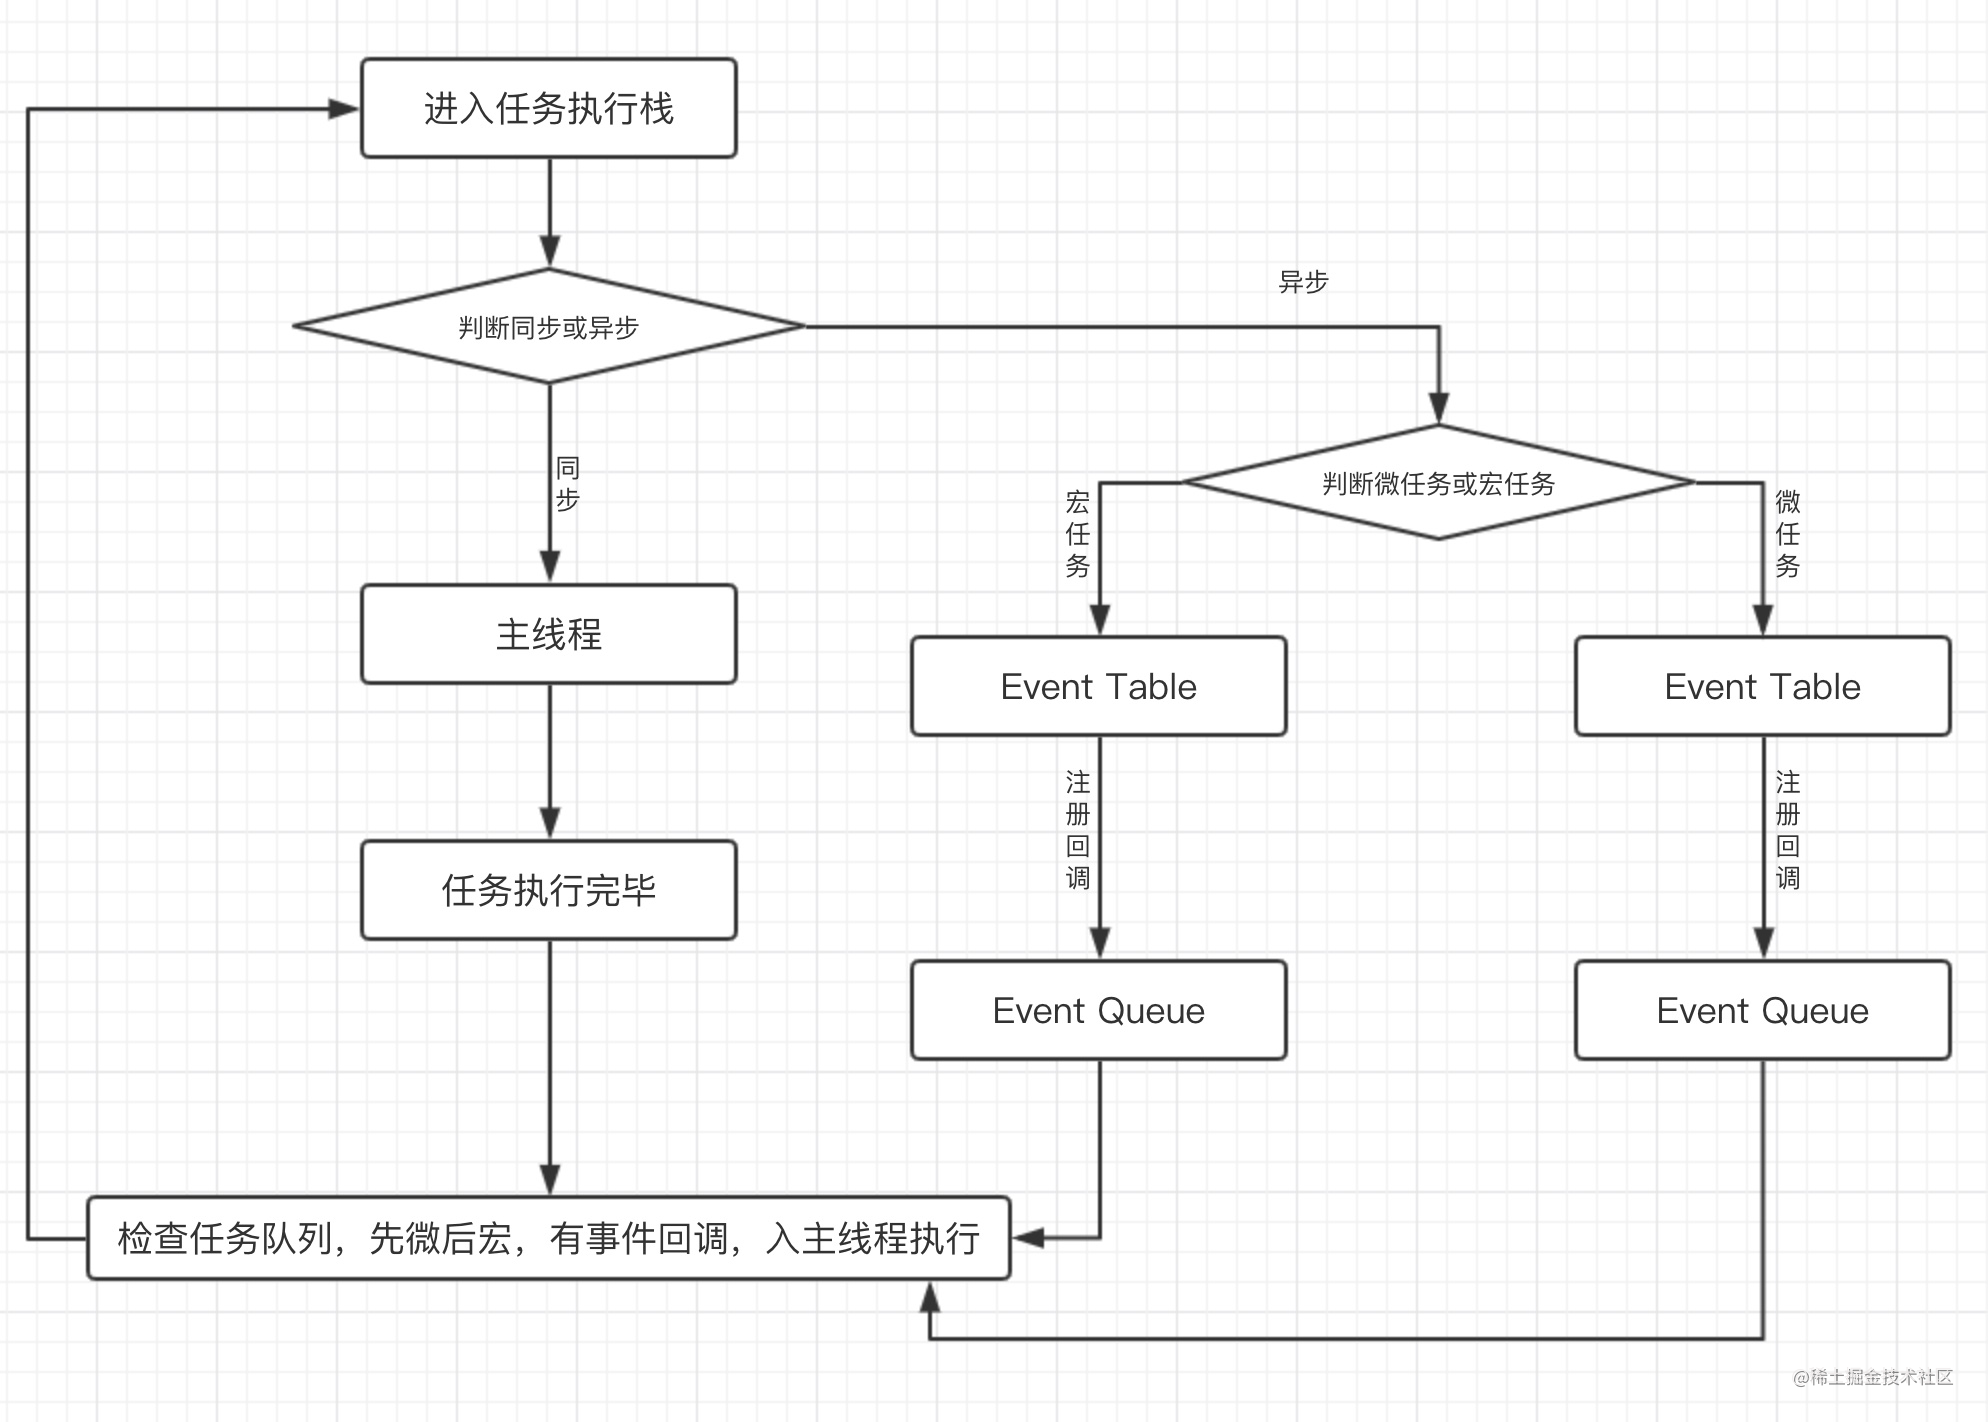 进入任务执行栈
判断同步或异步
异步
同步
判断微任务或宏任务
宏任务
微任务
主线程
Event Table
Event Table
注册回调
注册回调
任务执行完毕
Event Queue
Event Queue
检查任务队列，先微后宏，有事件回调，入主线程执行
@稀土掘金技术社区